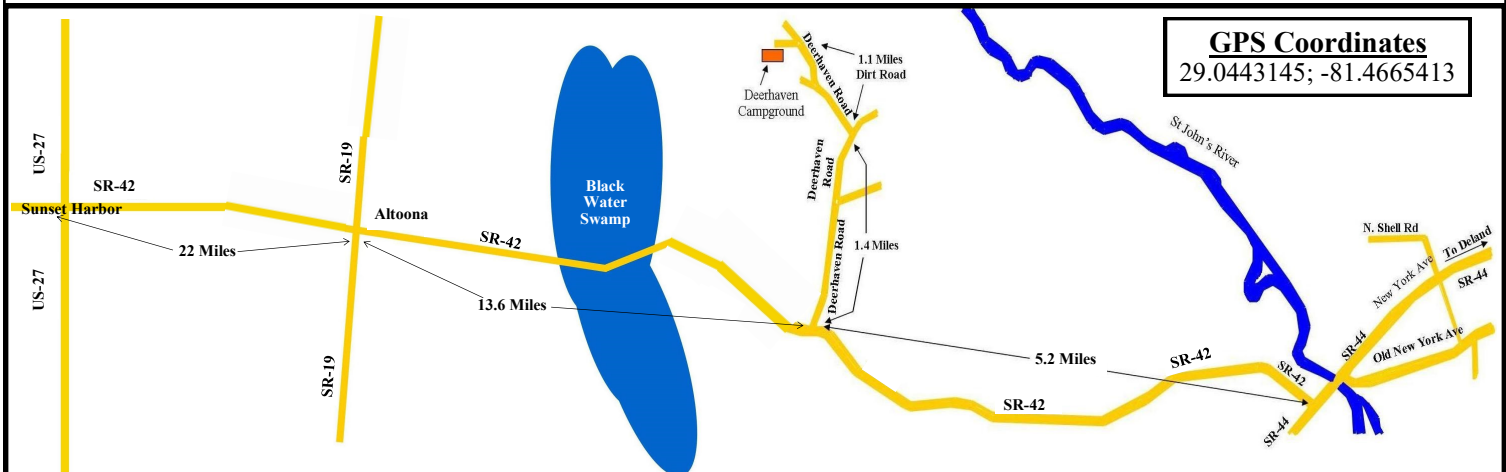 GPS Coordinates
29.0443145; -81.4665413
US-27
SR-42
Sunset Harbor
22 Miles
US-27
SR-19
Altoona
SR-19
SR-42
13.6 Miles
Black
Water
Swamp
Deerhaven Road
1.1 Miles
Dirt Road
Deerhaven
Campground
Deerhaven
Road
1.4 Miles
Deerhaven Road
5.2 Miles
SR-42
SR-42
SR-42
St John's River
N. Shell Rd
To Deland
New York Ave
SR-44
SR-44
Old New York Ave
SR-44